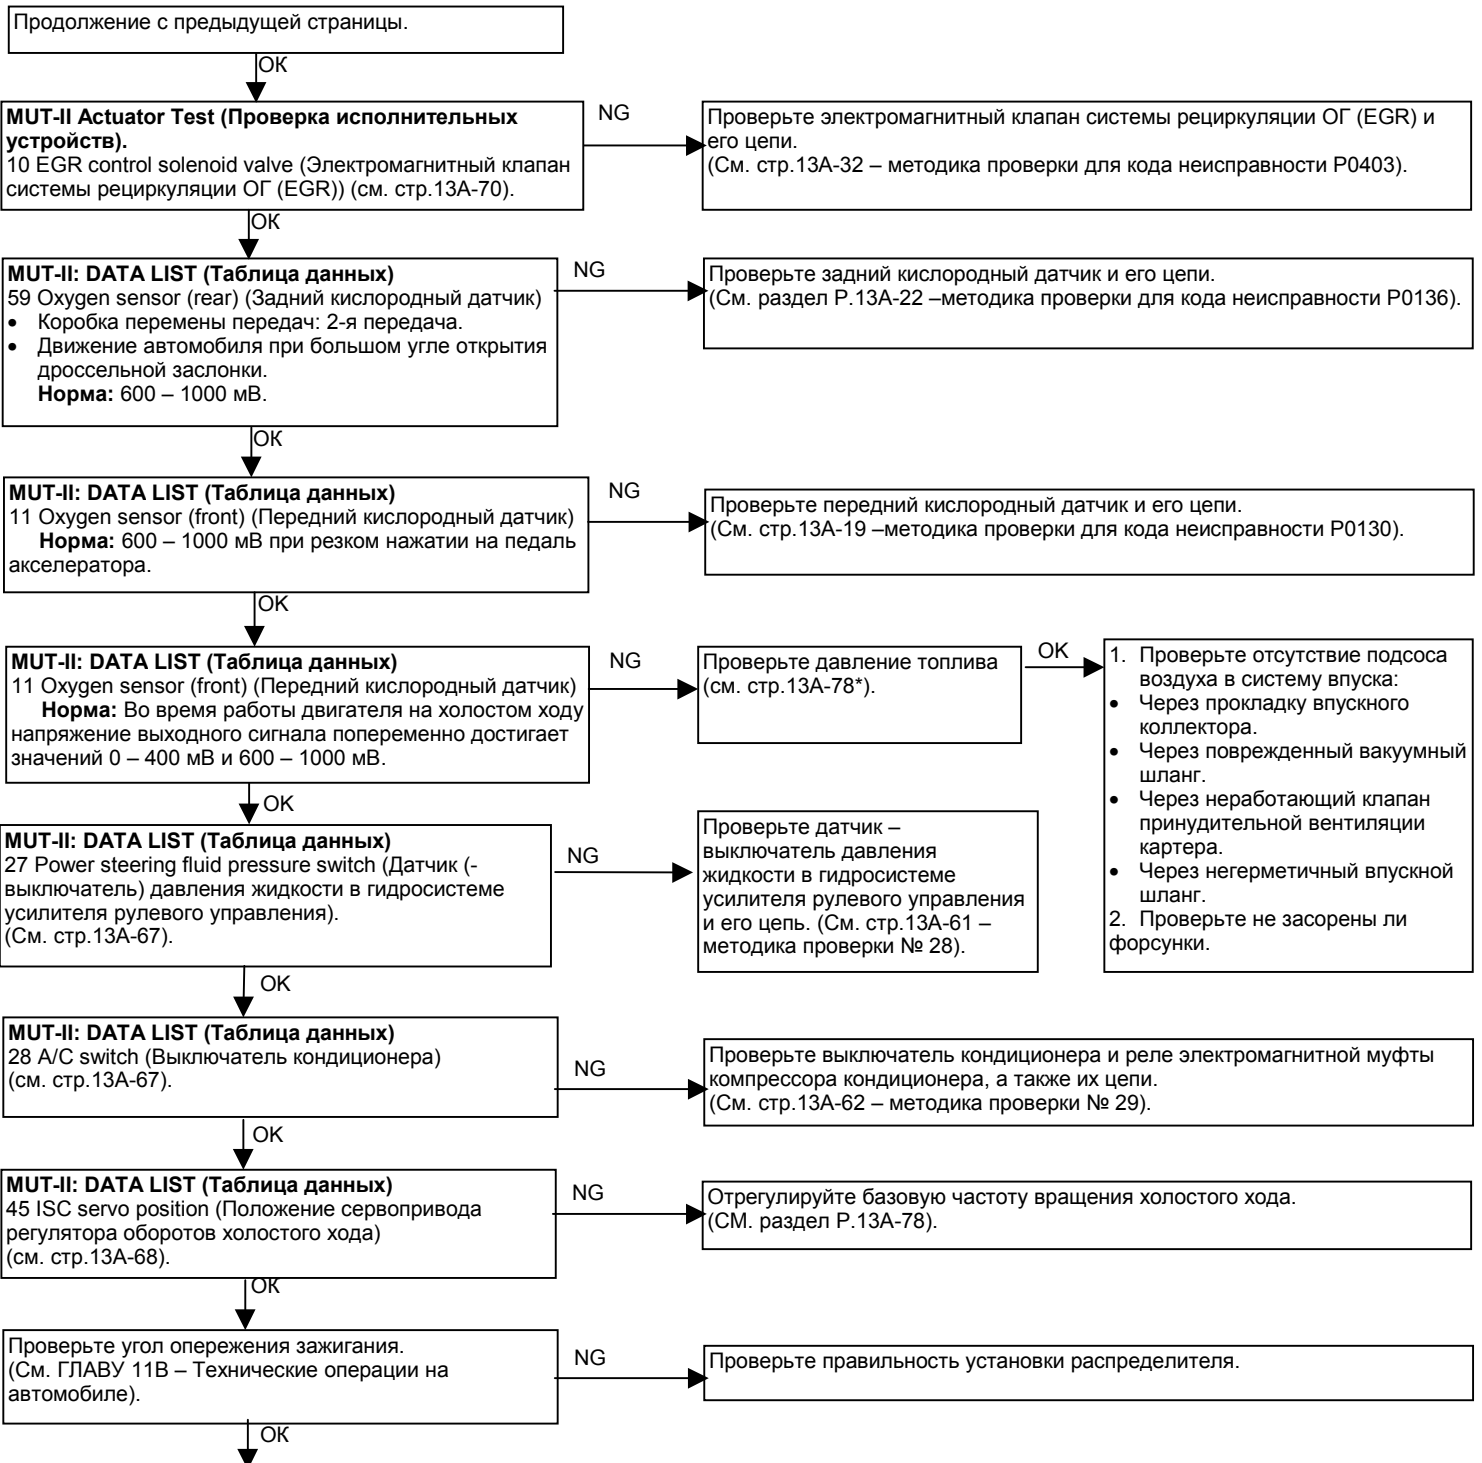 Продолжение с предыдущей страницы.
OK
MUT-II Actuator Test (Проверка исполнительных
устройств).
10 EGR control solenoid valve (Электромагнитный клапан
системы рециркуляции ОГ (EGR)) (см. стр.13A-70).
NG
Проверьте электромагнитный клапан системы рециркуляции ОГ (EGR) и
его цепи.
(См. стр.13A-32 – методика проверки для кода неисправности P0403).
OK
MUT-II: DATA LIST (Таблица данных)
59 Oxygen sensor (rear) (Задний кислородный датчик)
• Коробка перемены передач: 2-я передача.
• Движение автомобиля при большом угле открытия
дроссельной заслонки.
Норма: 600 – 1000 мВ.
NG
Проверьте задний кислородный датчик и его цепи.
(См. раздел P.13A-22 –методика проверки для кода неисправности P0136).
OK
MUT-II: DATA LIST (Таблица данных)
11 Oxygen sensor (front) (Передний кислородный датчик)
Норма: 600 – 1000 мВ при резком нажатии на педаль
акселератора.
NG
Проверьте передний кислородный датчик и его цепи.
(См. стр.13A-19 –методика проверки для кода неисправности P0130).
OK
MUT-II: DATA LIST (Таблица данных)
11 Oxygen sensor (front) (Передний кислородный датчик)
Норма: Во время работы двигателя на холостом ходу
напряжение выходного сигнала попеременно достигает
значений 0 – 400 мВ и 600 – 1000 мВ.
NG
Проверьте давление топлива
(см. стр.13A-78*).
OK
1. Проверьте отсутствие подсоса
воздуха в систему впуска:
• Через прокладку впускного
коллектора.
• Через поврежденный вакуумный
шланг.
• Через неработающий клапан
принудительной вентиляции
картера.
• Через негерметичный впускной
шланг.
2. Проверьте не засорены ли
форсунки.
OK
MUT-II: DATA LIST (Таблица данных)
27 Power steering fluid pressure switch (Датчик (-
выключатель) давления жидкости в гидросистеме
усилителя рулевого управления).
(См. стр.13A-67).
NG
Проверьте датчик –
выключатель давления
жидкости в гидросистеме
усилителя рулевого управления
и его цепь. (См. стр.13A-61 –
методика проверки № 28).
OK
MUT-II: DATA LIST (Таблица данных)
28 A/C switch (Выключатель кондиционера)
(см. стр.13A-67).
NG
Проверьте выключатель кондиционера и реле электромагнитной муфты
компрессора кондиционера, а также их цепи.
(См. стр.13A-62 – методика проверки № 29).
OK
MUT-II: DATA LIST (Таблица данных)
45 ISC servo position (Положение сервопривода
регулятора оборотов холостого хода)
(см. стр.13A-68).
NG
Отрегулируйте базовую частоту вращения холостого хода.
(СМ. раздел P.13A-78).
OK
Проверьте угол опережения зажигания.
(См. ГЛАВУ 11В – Технические операции на
автомобиле).
NG
Проверьте правильность установки распределителя.
OK